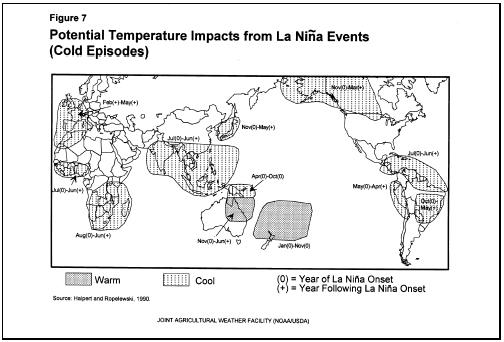 Figure 7
Potential Temperature Impacts from La Niña Events
(Cold Episodes)
Feb(+)-May(+)
Nov(0)-Mar(+)
Nov(0)-May(+)
Jul(0)-Jun(+)
Jul(0)-Jun(+)
Apr(0)-Oct(0)
May(0)-Apr(+)
Jul(0)-Jun(+)
Oct(0)-
May(+)
Aug(0)-Jun(+)
Nov(0)-Jun(+)
Jan(0)-Nov(0)
Warm
Cool
(0) = Year of La Niña Onset
(+) = Year Following La Niña Onset
Source: Halpert and Ropelewski, 1990.
JOINT AGRICULTURAL WEATHER FACILITY (NOAA/USDA)